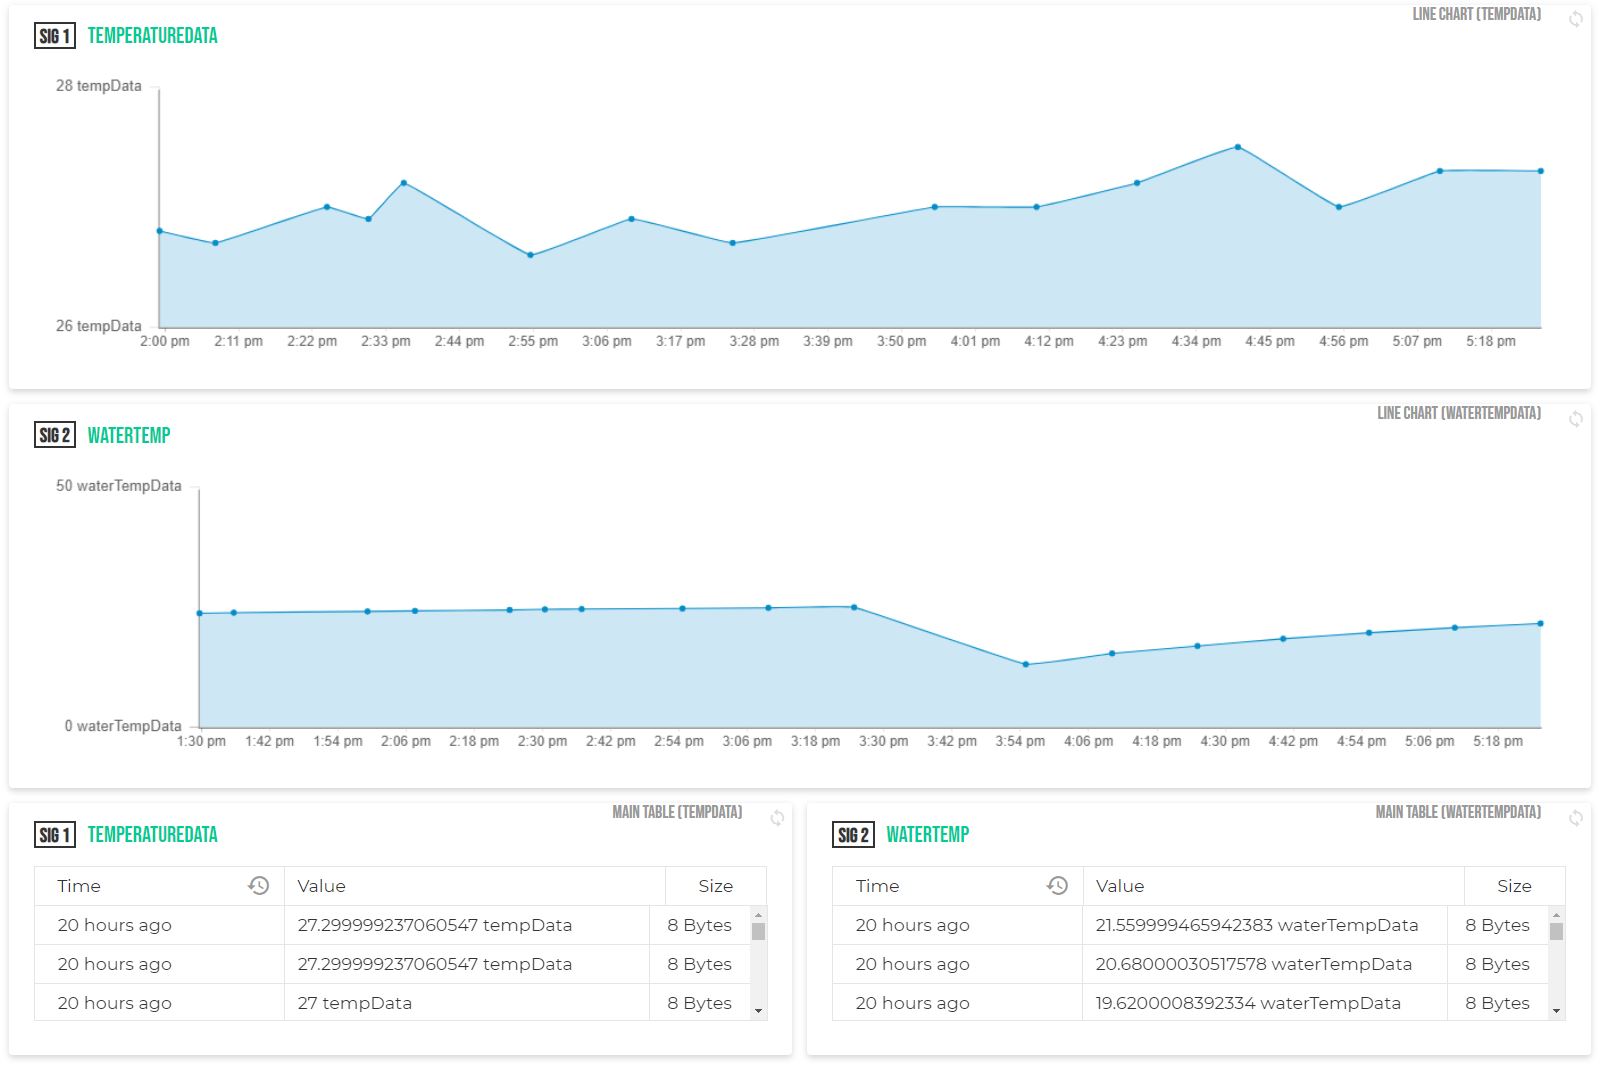 LINE CHART (TEMPDATA)
SIG 1 TEMPERATUREDATA
28 tempData
26 tempData
2:00 pm 2:11 pm 2:22 pm 2:33 pm 2:44 pm 2:55 pm 3:06 pm 3:17 pm 3:28 pm 3:39 pm 3:50 pm 4:01 pm 4:12 pm 4:23 pm 4:34 pm 4:45 pm 4:56 pm 5:07 pm 5:18 pm
LINE CHART (WATERTEMPDATA)
SIG 2 WATERTEMP
50 waterTempData
0 waterTempData
1:30 pm 1:42 pm 1:54 pm 2:06 pm 2:18 pm 2:30 pm 2:42 pm 2:54 pm 3:06 pm 3:18 pm 3:30 pm 3:42 pm 3:54 pm 4:06 pm 4:18 pm 4:30 pm 4:42 pm 4:54 pm 5:06 pm 5:18 pm
MAIN TABLE (TEMPDATA)
SIG 1 TEMPERATUREDATA
Time Value Size
20 hours ago 27.299999237060547 tempData 8 Bytes
20 hours ago 27.299999237060547 tempData 8 Bytes
20 hours ago 27 tempData 8 Bytes
MAIN TABLE (WATERTEMPDATA)
SIG 2 WATERTEMP
Time Value Size
20 hours ago 21.559999465942383 waterTempData 8 Bytes
20 hours ago 20.68000030517578 waterTempData 8 Bytes
20 hours ago 19.6200008392334 waterTempData 8 Bytes